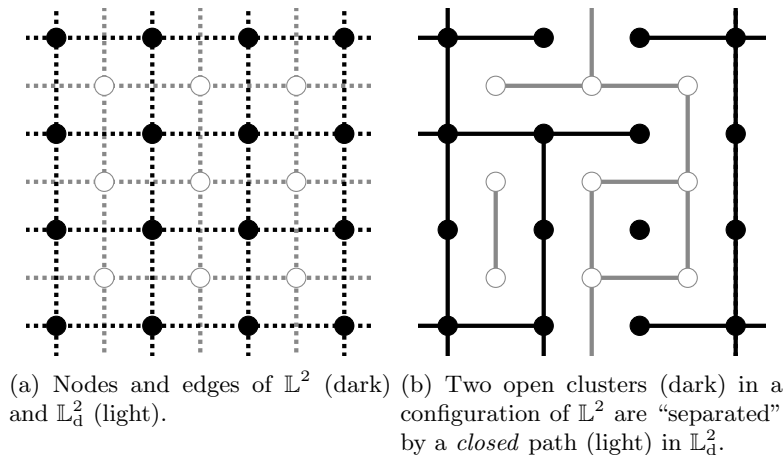 (a) Nodes and edges of 𝕃² (dark) and 𝕃²_d (light).
(b) Two open clusters (dark) in a configuration of 𝕃² are “separated” by a closed path (light) in 𝕃²_d.